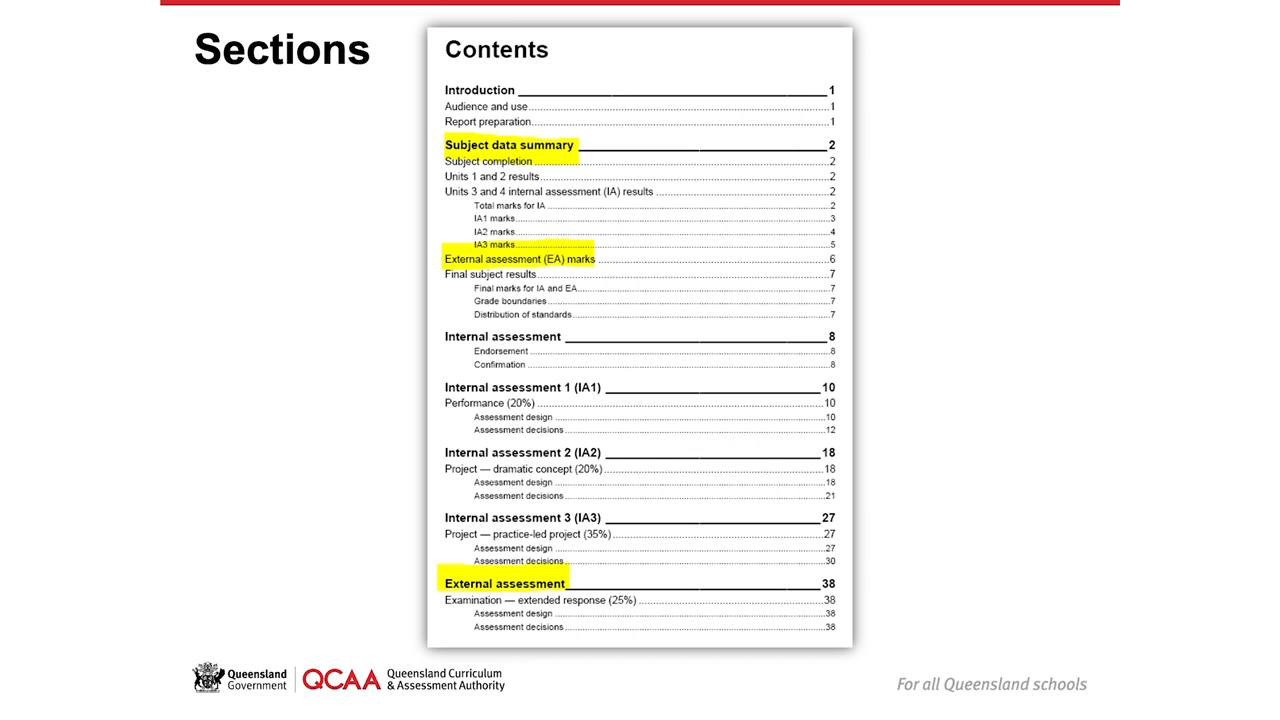 Sections
Contents
Introduction 1
Audience and use 1
Report preparation 1
Subject data summary 2
Subject completion 2
Units 1 and 2 results 2
Units 3 and 4 internal assessment (IA) results 2
Total marks for IA 2
IA1 marks 3
IA2 marks 4
IA3 marks 5
External assessment (EA) marks 6
Final subject results 7
Final marks for IA and EA 7
Grade boundaries 7
Distribution of standards 7
Internal assessment 8
Endorsement 8
Confirmation 8
Internal assessment 1 (IA1) 10
Performance (20%) 10
Assessment design 10
Assessment decisions 12
Internal assessment 2 (IA2) 18
Project — dramatic concept (20%) 18
Assessment design 18
Assessment decisions 21
Internal assessment 3 (IA3) 27
Project — practice-led project (35%) 27
Assessment design 27
Assessment decisions 30
External assessment 38
Examination — extended response (25%) 38
Assessment design 38
Assessment decisions 38
Queensland
Government
QCAA
Queensland Curriculum
& Assessment Authority
For all Queensland schools